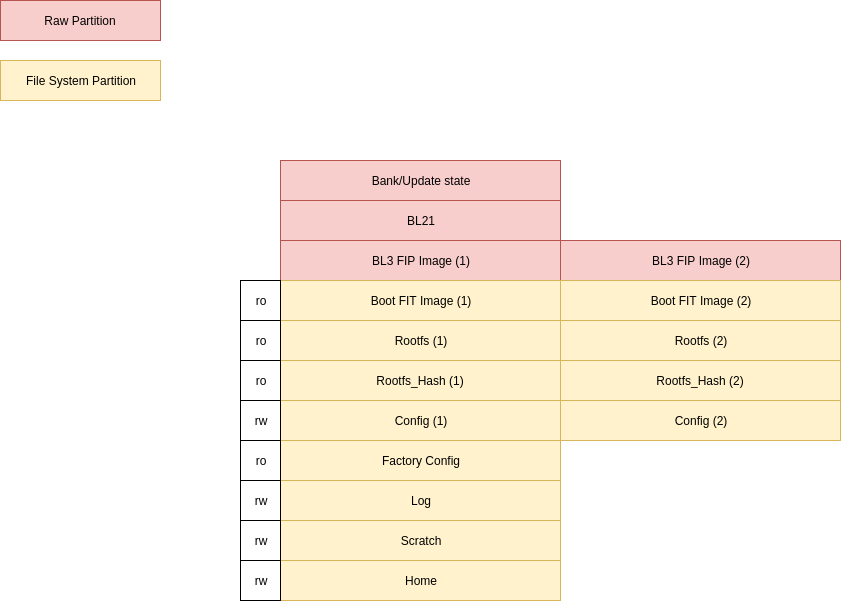 Raw Partition
File System Partition
Bank/Update state
BL21
BL3 FIP Image (1) BL3 FIP Image (2)
ro Boot FIT Image (1) Boot FIT Image (2)
ro Rootfs (1) Rootfs (2)
ro Rootfs_Hash (1) Rootfs_Hash (2)
rw Config (1) Config (2)
ro Factory Config
rw Log
rw Scratch
rw Home